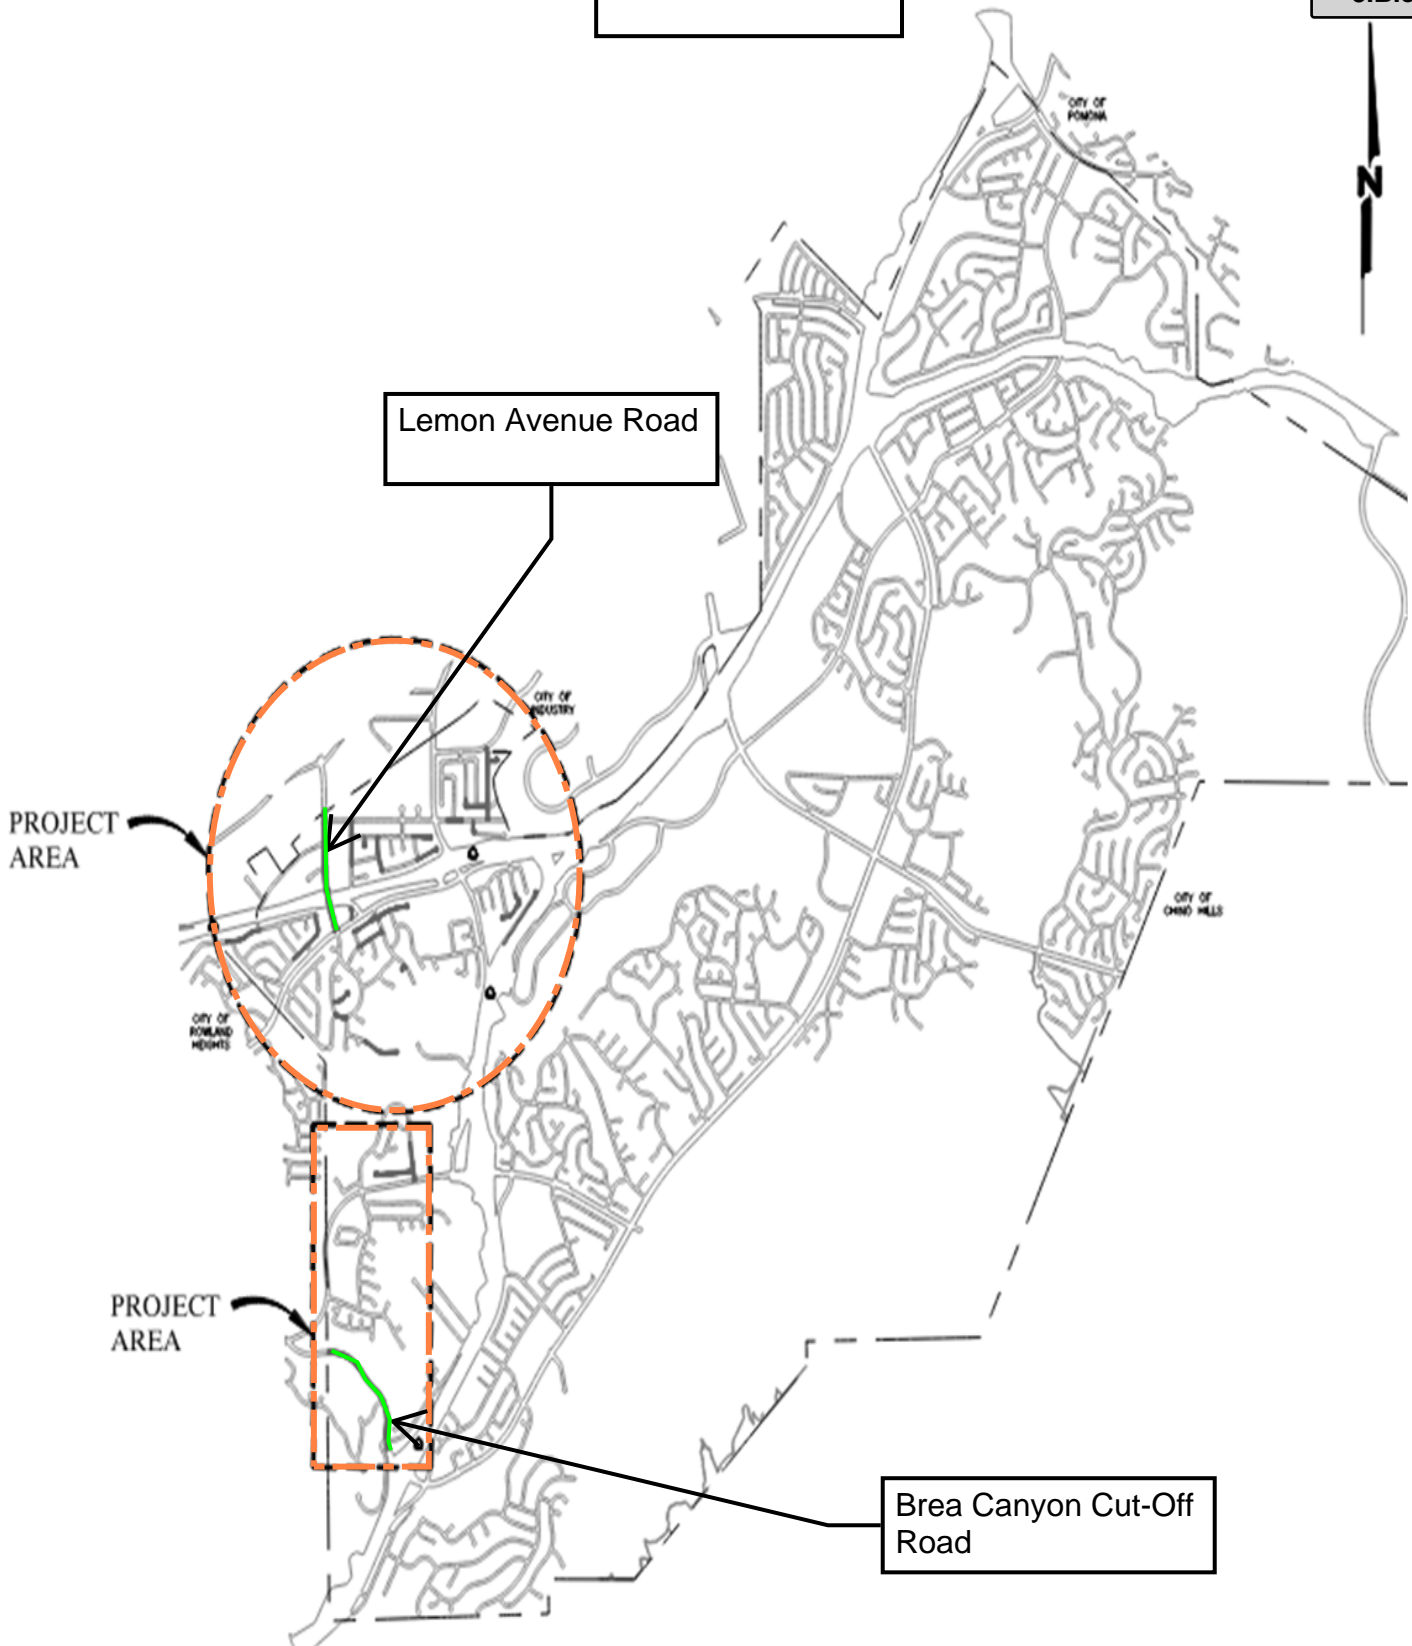 CITY OF
POMONA
N
Lemon Avenue Road
CITY OF
INDUSTRY
PROJECT
AREA
CITY OF
CHINO HILLS
CITY OF
ROWLAND
HEIGHTS
PROJECT
AREA
Brea Canyon Cut-Off
Road